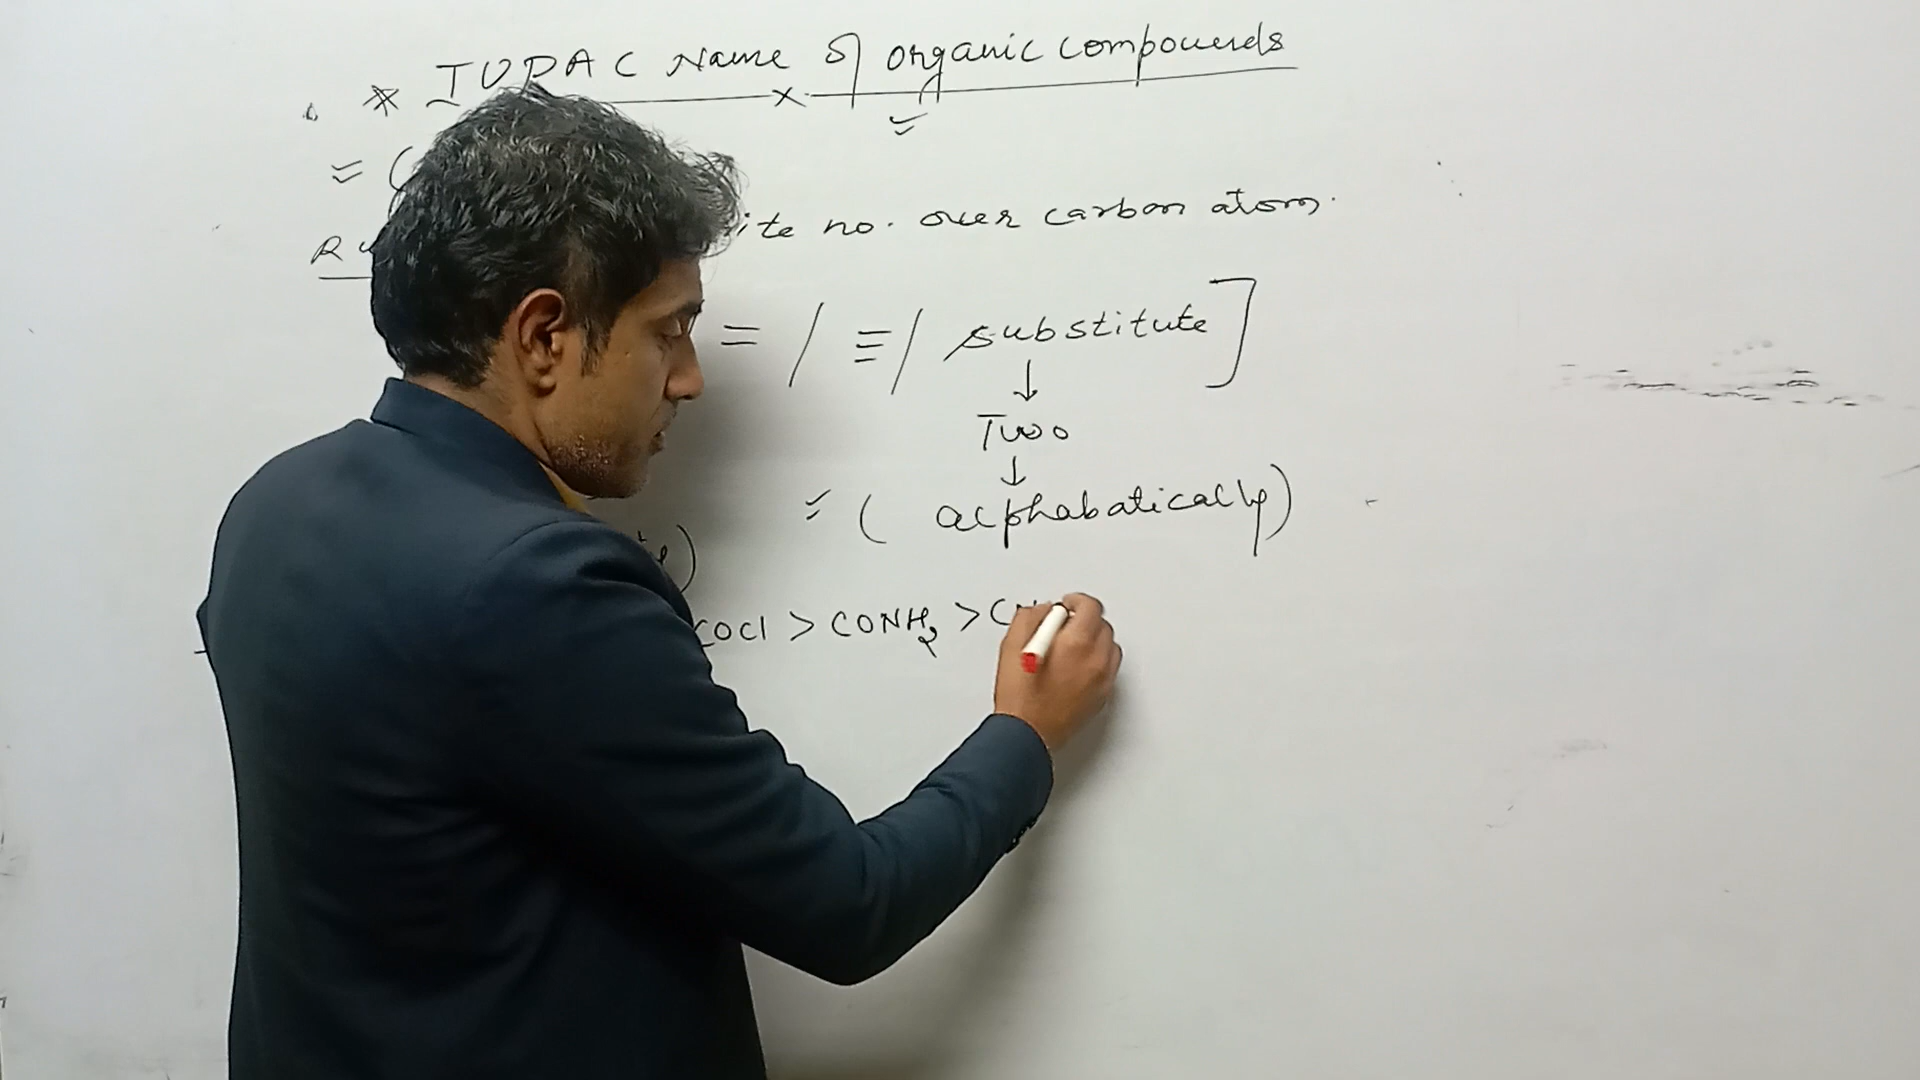 * IUPAC Name of organic compounds
= (
ite no. over carbon atom.
= / ≡ / substitute]
↓
Two
↓
= ( alphabatically)
COCl > CONH2 > C